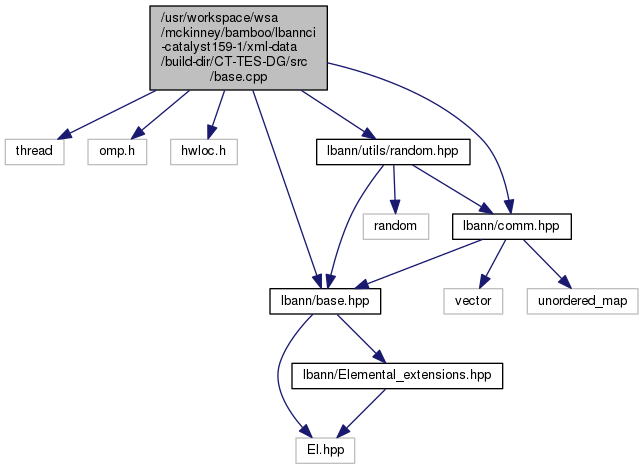 /usr/workspace/wsa
/mckinney/bamboo/lbannci
-catalyst159-1/xml-data
/build-dir/CT-TES-DG/src
/base.cpp
thread
omp.h
hwloc.h
lbann/utils/random.hpp
random
lbann/comm.hpp
lbann/base.hpp
vector
unordered_map
lbann/Elemental_extensions.hpp
El.hpp